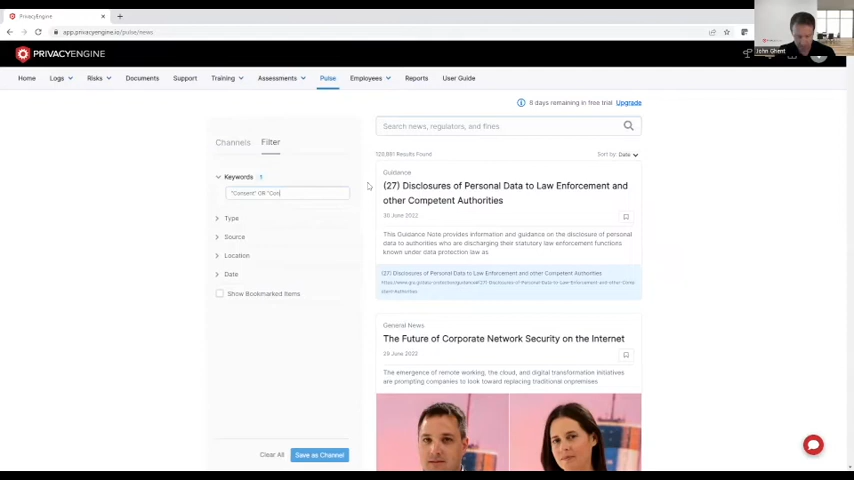 PrivacyEngine
app.privacyengine.io/pulse/news
John Ghent
PRIVACYENGINE
Home Logs Risks Documents Support Training Assessments Pulse Employees Reports User Guide
6 days remaining in free trial Upgrade
Channels Filter
Search news, regulators, and fines
Results Found Sort by: Date
Keywords 1
"Consent" OR "Con
Type
Source
Location
Date
Show Bookmarked Items
Clear All Save as Channel
Guidance
(27) Disclosures of Personal Data to Law Enforcement and
other Competent Authorities
30 June 2022
This Guidance Note provides information and guidance on the disclosure of personal
data to authorities who are discharging their statutory law enforcement functions
known under data protection law as
(27) Disclosures of Personal Data to Law Enforcement and other Competent Authorities
General News
The Future of Corporate Network Security on the Internet
29 June 2022
The emergence of remote working, the cloud, and digital transformation initiatives
are prompting companies to look toward replacing traditional onpremises